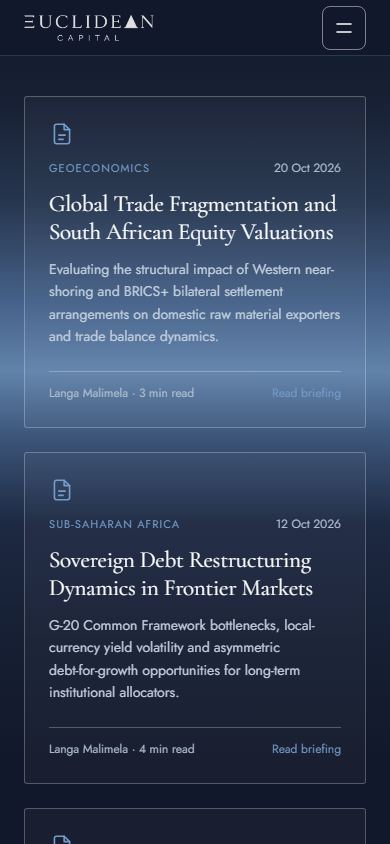 EUCLIDEAN
CAPITAL
GEOECONOMICS 20 Oct 2026
Global Trade Fragmentation and
South African Equity Valuations
Evaluating the structural impact of Western near-
shoring and BRICS+ bilateral settlement
arrangements on domestic raw material exporters
and trade balance dynamics.
Langa Malimela · 3 min read Read briefing
SUB-SAHARAN AFRICA 12 Oct 2026
Sovereign Debt Restructuring
Dynamics in Frontier Markets
G-20 Common Framework bottlenecks, local-
currency yield volatility and asymmetric
debt-for-growth opportunities for long-term
institutional allocators.
Langa Malimela · 4 min read Read briefing